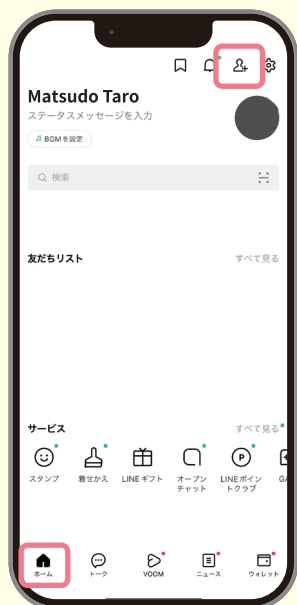 Matsudo Taro
ステータスメッセージを入力
BGMを設定
検索
友だちリスト
すべて見る
サービス
すべて見る
スタンプ
着せかえ
LINEギフト
オープン
チャット
LINEポイン
トクラブ
GA
P
ホーム
トーク
VOOM
ニュース
ウォレット